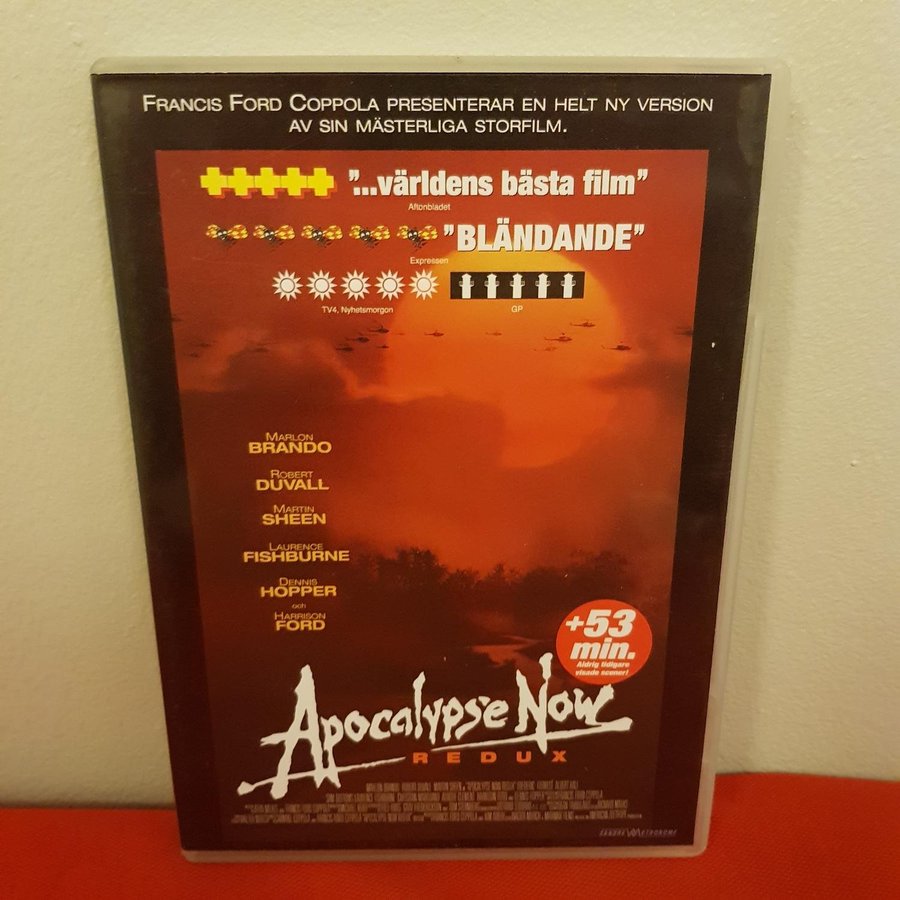 FRANCIS FORD COPPOLA PRESENTERAR EN HELT NY VERSION
AV SIN MÄSTERLIGA STORFILM.
"...världens bästa film"
Aftonbladet
"BLÄNDANDE"
Expressen
TV4, Nyhetsmorgon
GP
MARLON
BRANDO
ROBERT
DUVALL
MARTIN
SHEEN
LAURENCE
FISHBURNE
DENNIS
HOPPER
och
HARRISON
FORD
+53
min.
Aldrig tidigare
visade scener!
APOCALYPSE NOW
REDUX
SANDREW METRONOME